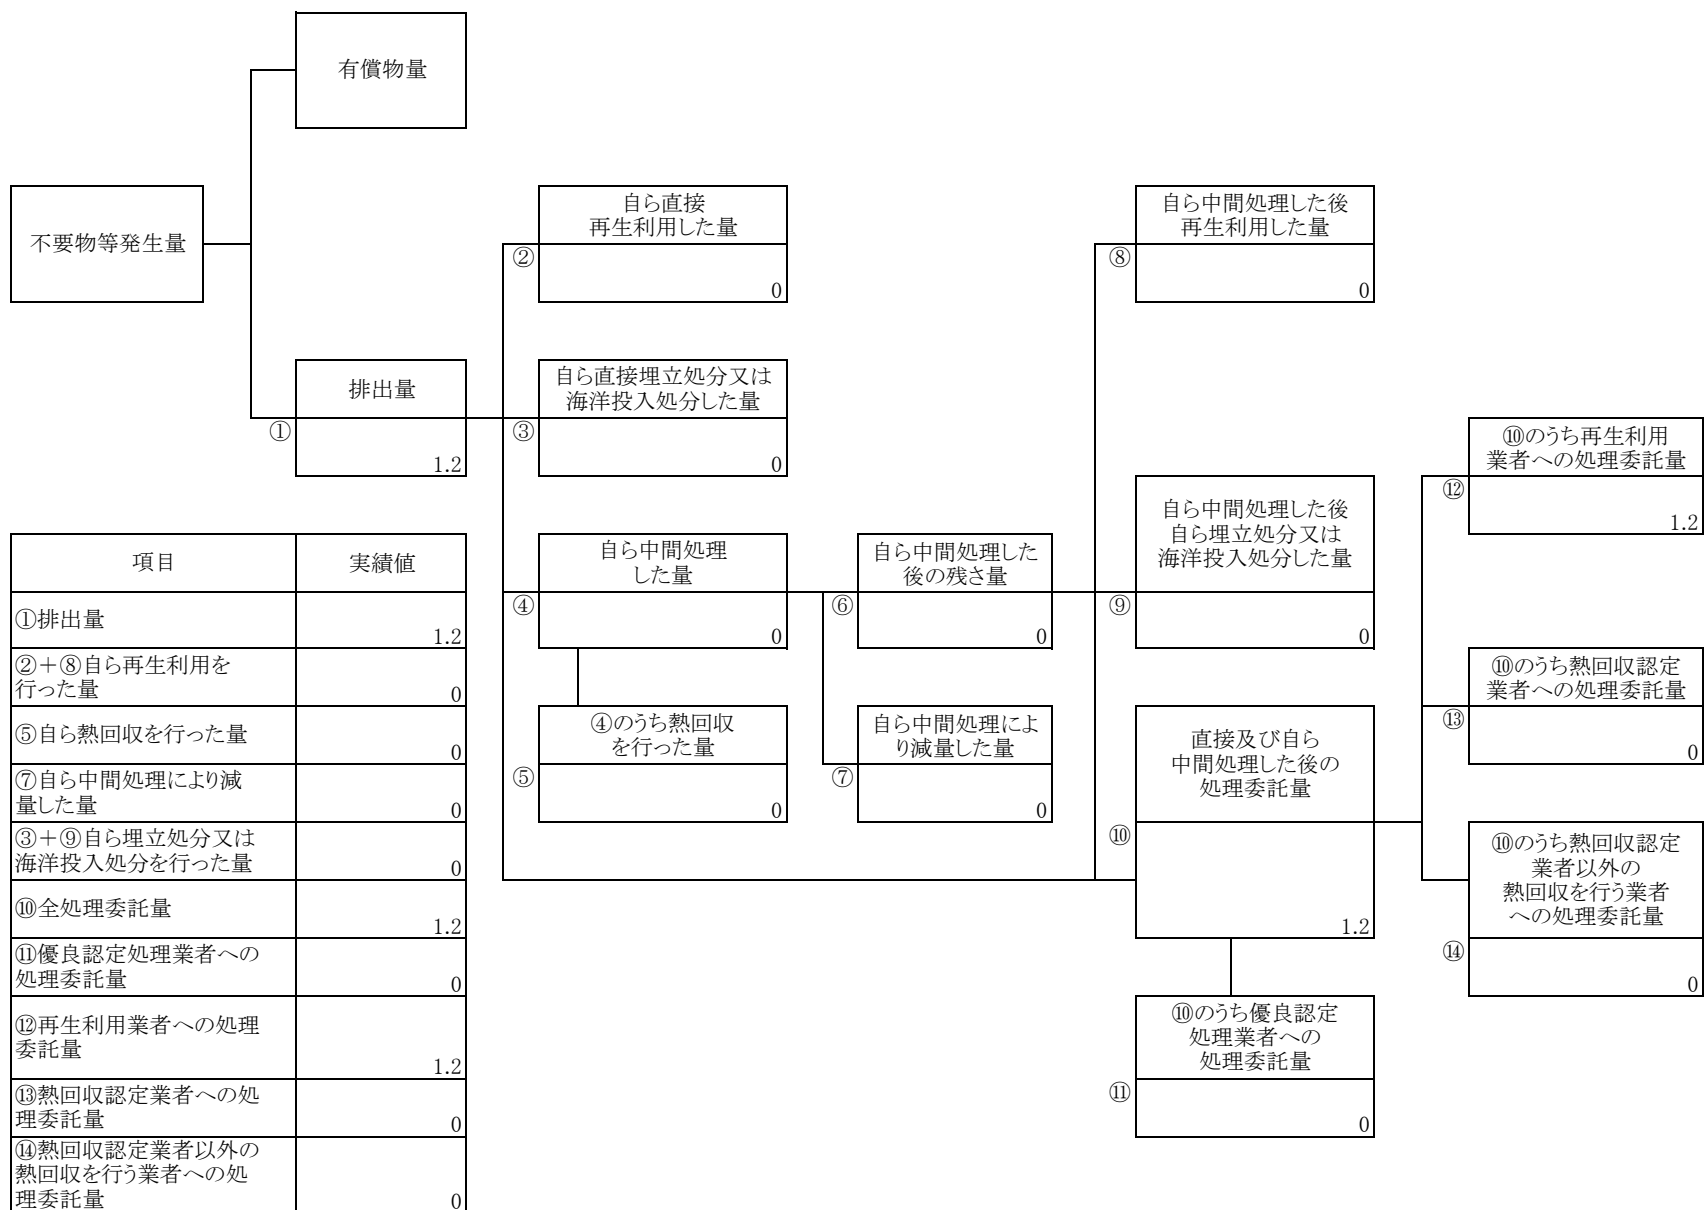 有償物量
不要物等発生量
自ら直接
再生利用した量
②
0
自ら中間処理した後
再生利用した量
⑧
0
排出量
①
1.2
自ら直接埋立処分又は
海洋投入処分した量
③
0
⑩のうち再生利用
業者への処理委託量
⑫
1.2
自ら中間処理
した量
④
0
自ら中間処理した
後の残さ量
⑥
0
自ら中間処理した後
自ら埋立処分又は
海洋投入処分した量
⑨
0
⑩のうち熱回収認定
業者への処理委託量
⑬
0
④のうち熱回収
を行った量
⑤
0
自ら中間処理によ
り減量した量
⑦
0
直接及び自ら
中間処理した後の
処理委託量
⑩
1.2
⑩のうち熱回収認定
業者以外の
熱回収を行う業者
への処理委託量
⑭
0
⑩のうち優良認定
処理業者への
処理委託量
⑪
0
項目
実績値
①排出量
1.2
②＋⑧自ら再生利用を
行った量
0
⑤自ら熱回収を行った量
0
⑦自ら中間処理により減
量した量
0
③＋⑨自ら埋立処分又は
海洋投入処分を行った量
0
⑩全処理委託量
1.2
⑪優良認定処理業者への
処理委託量
0
⑫再生利用業者への処理
委託量
1.2
⑬熱回収認定業者への処
理委託量
0
⑭熱回収認定業者以外の
熱回収を行う業者への処
理委託量
0